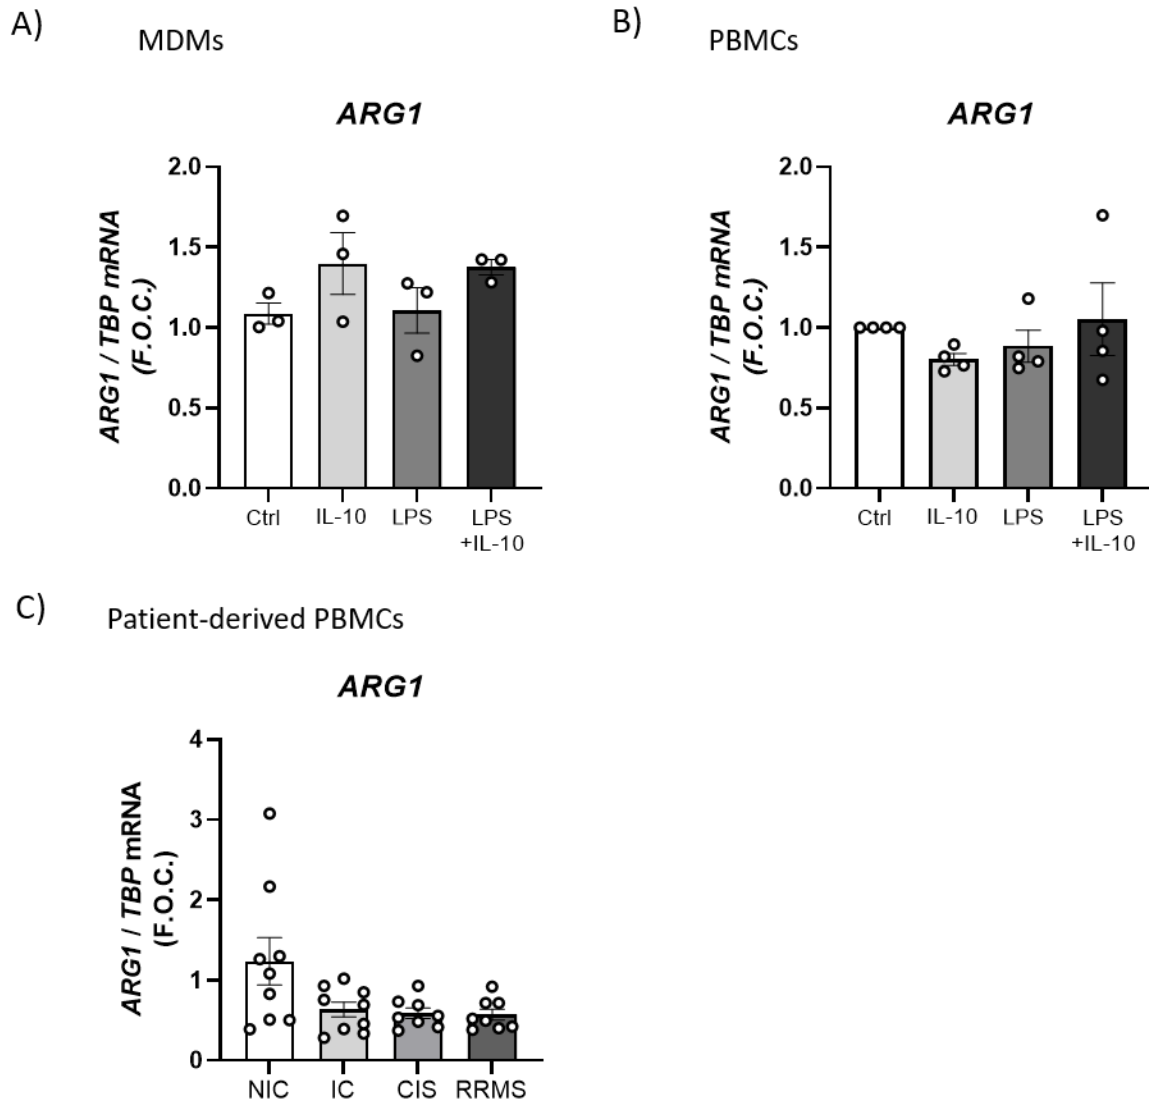 A)
MDMs
ARG1
ARG1 / TBP mRNA
(F.O.C.)
2.0
1.5
1.0
0.5
0.0
Ctrl
IL-10
LPS
LPS
+IL-10
B)
PBMCs
ARG1
ARG1 / TBP mRNA
(F.O.C.)
2.0
1.5
1.0
0.5
0.0
Ctrl
IL-10
LPS
LPS
+IL-10
C)
Patient-derived PBMCs
ARG1
ARG1 / TBP mRNA
(F.O.C.)
4
3
2
1
0
NIC
IC
CIS
RRMS